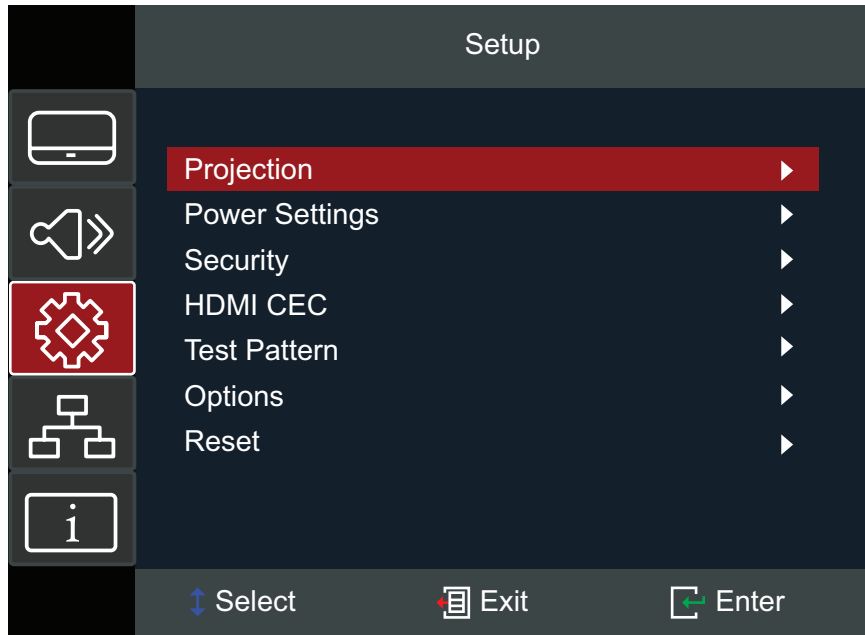 Setup
Projection
Power Settings
Security
HDMI CEC
Test Pattern
Options
Reset
i
Select Exit Enter